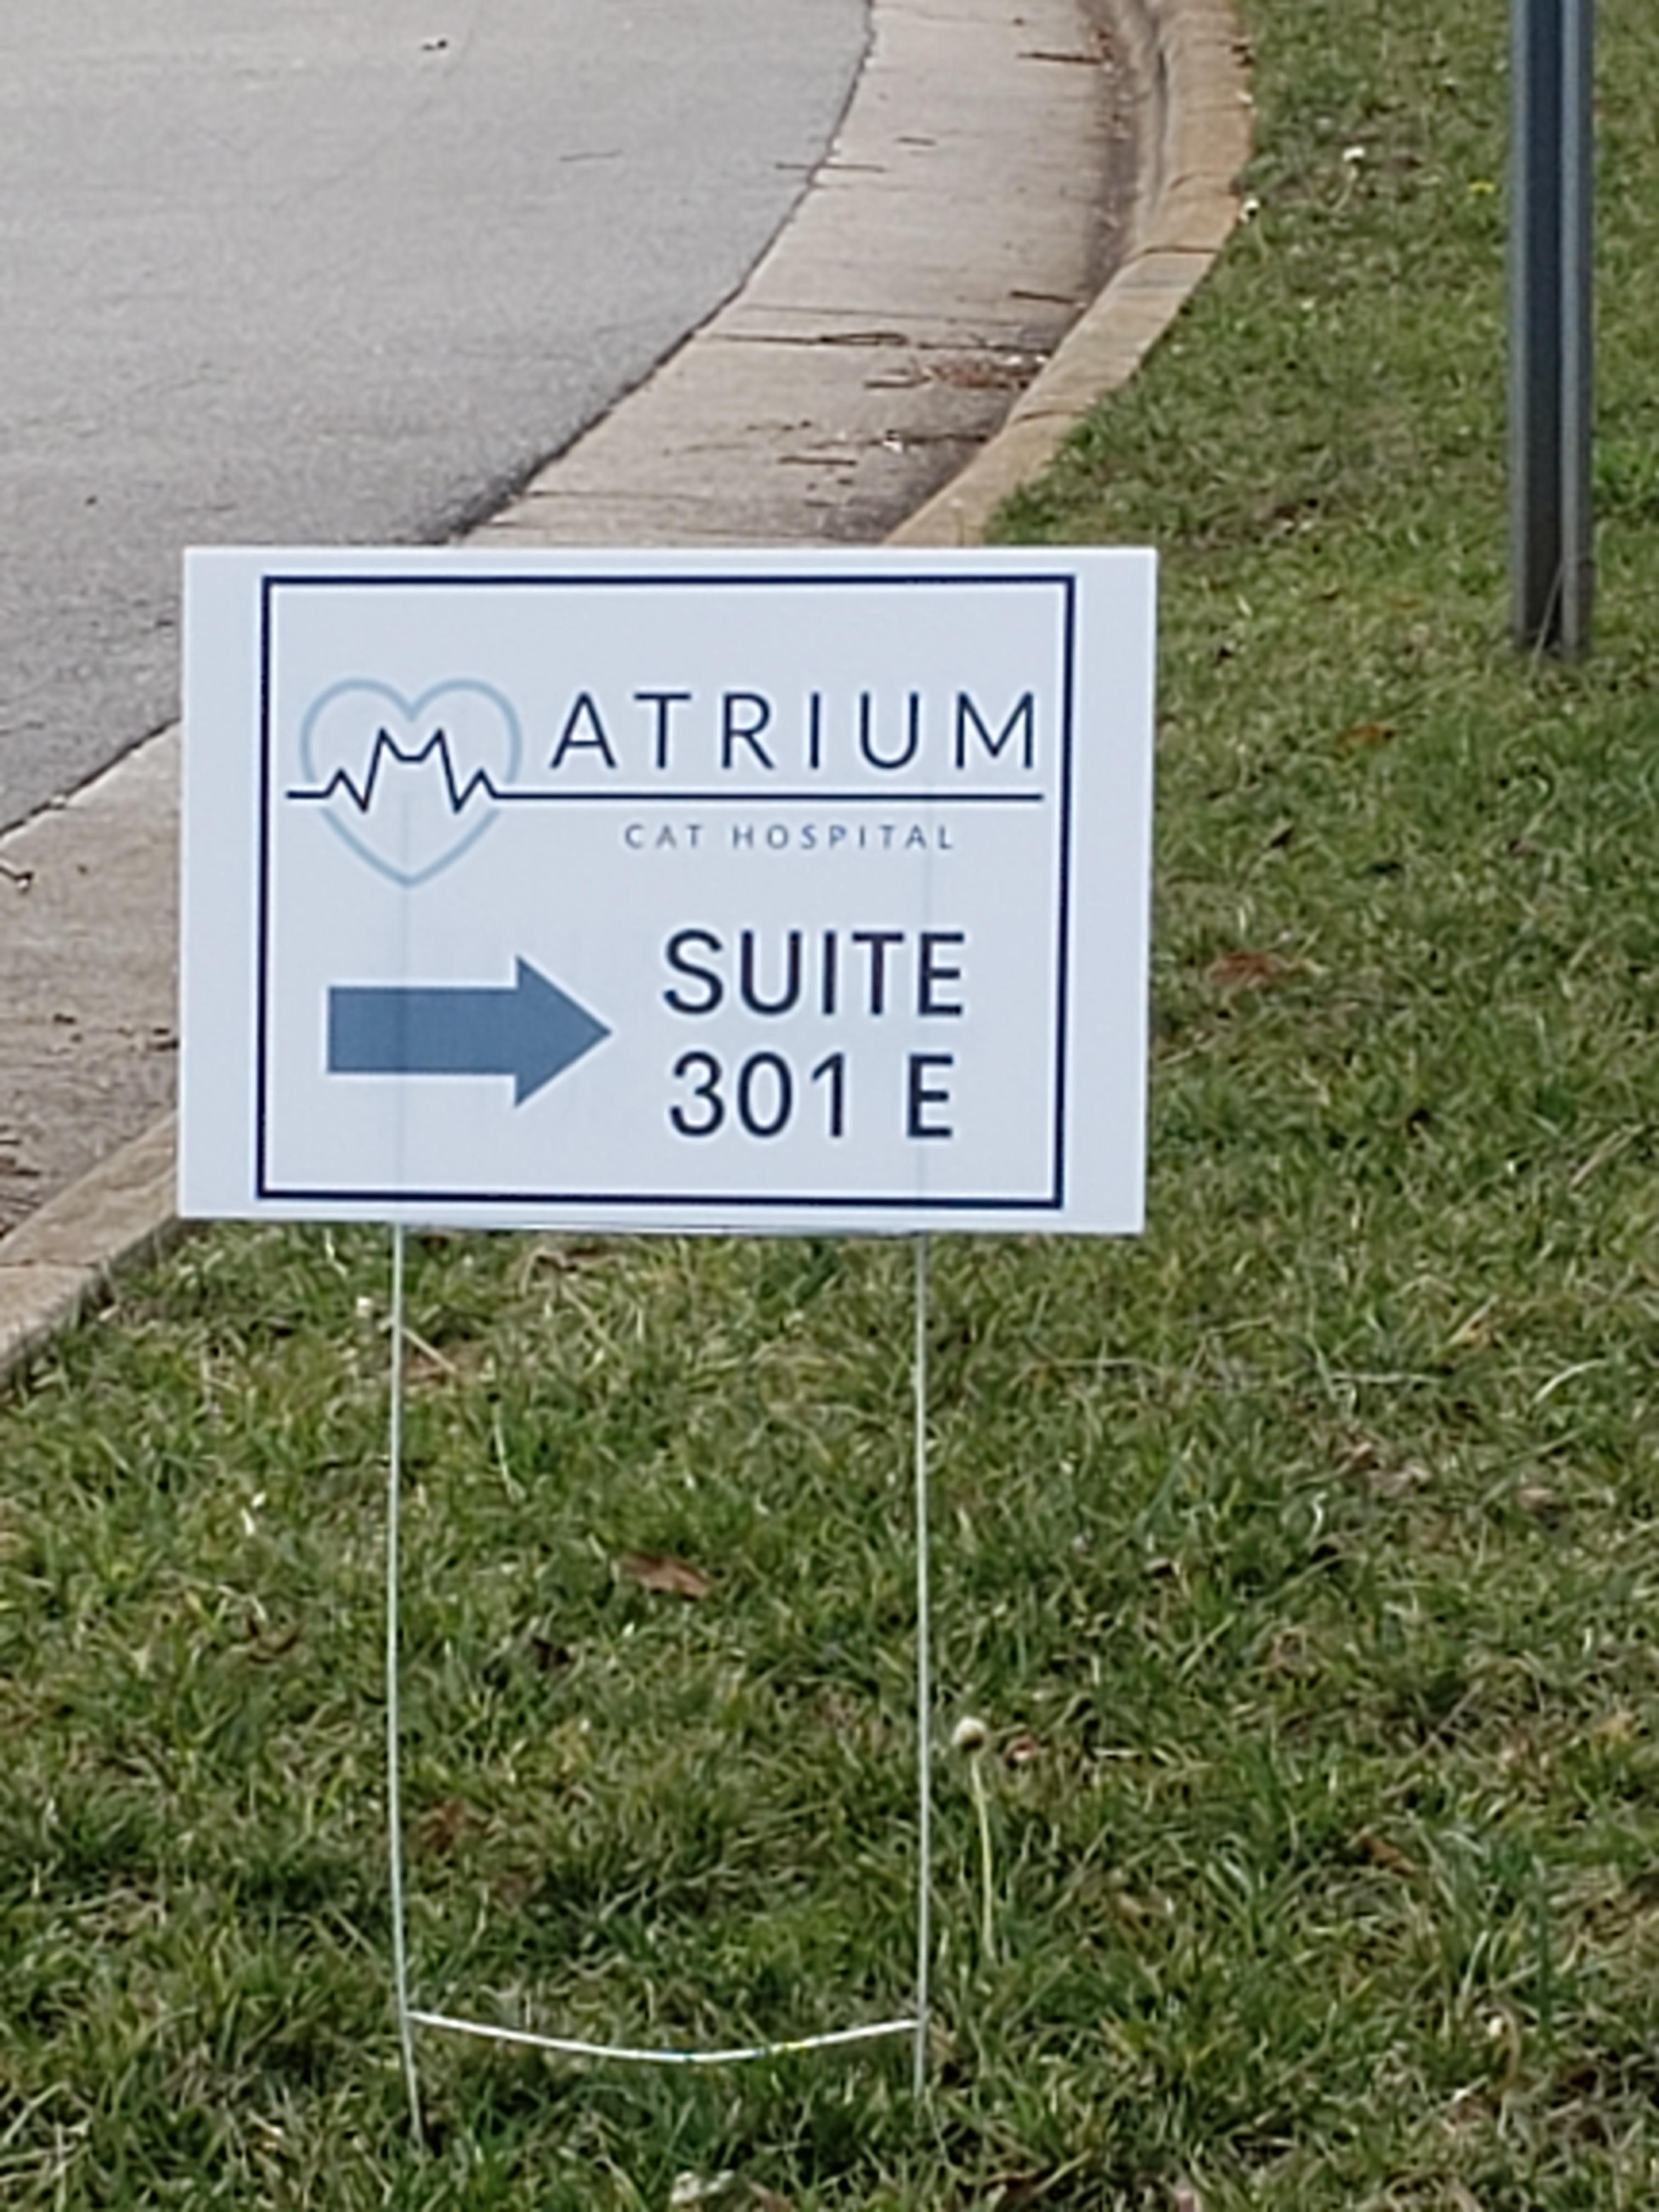 ATRIUM
CAT HOSPITAL
SUITE
301 E